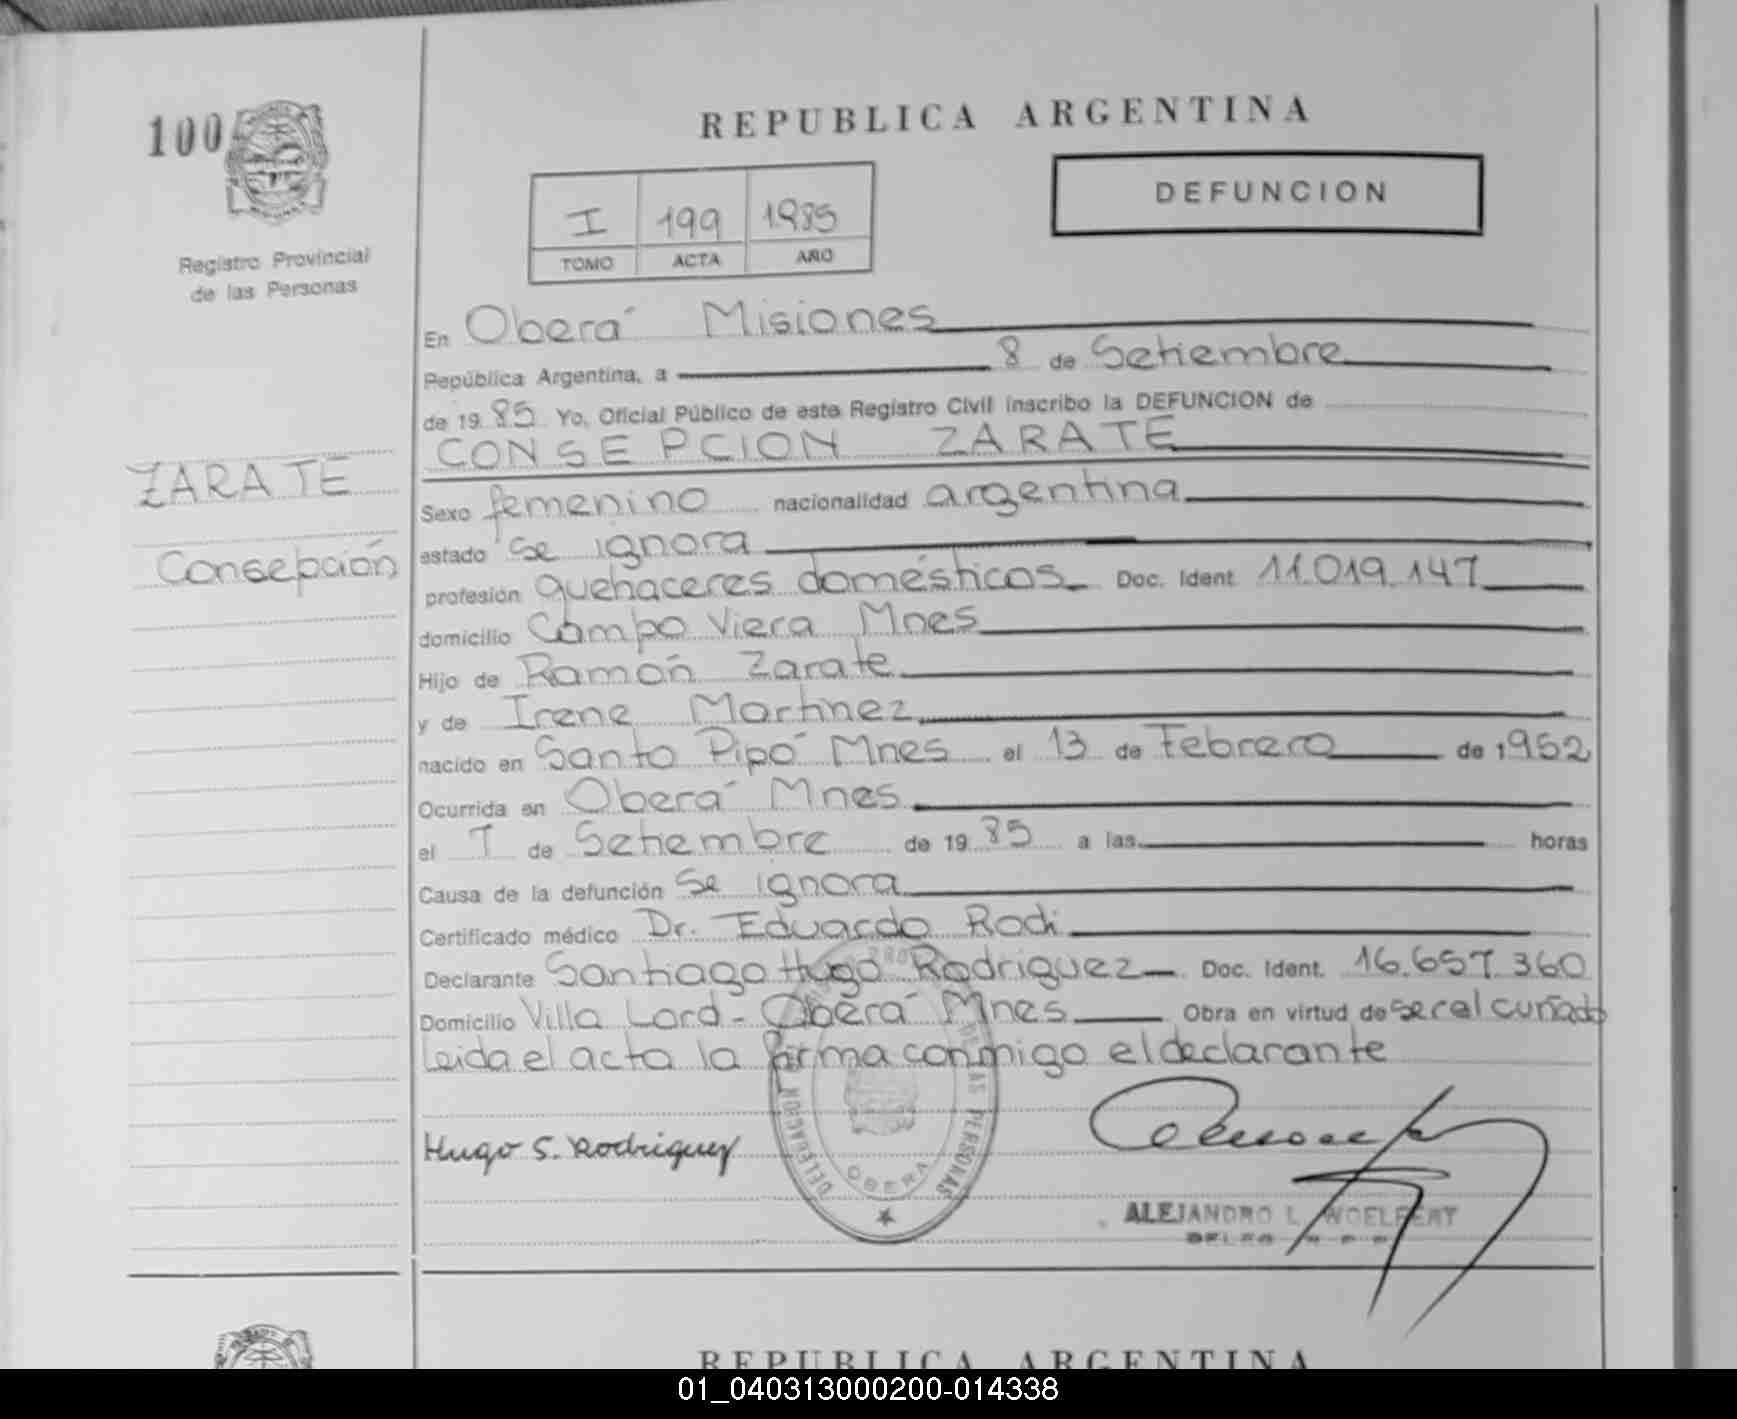 100
Registro Provincial
de las Personas
REPUBLICA ARGENTINA
DEFUNCION
I 199 1985
TOMO ACTA AÑO
En Oberá Misiones
República Argentina, a 8 de Setiembre
de 19 85 Yo, Oficial Público de este Registro Civil inscribo la DEFUNCION de
CONSEPCION ZARATE
ZARATE
Consepción
Sexo femenino nacionalidad argentina
estado se ignora
profesión quehaceres domésticos Doc. Ident. 11.019.147
domicilio Campo Viera Mnes
Hijo de Ramón Zarate
y de Irene Martinez
nacido en Santo Pipó Mnes el 13 de Febrero de 1952
Ocurrida en Oberá Mnes
el 7 de Setiembre de 19 85 a las horas
Causa de la defunción se ignora
Certificado médico Dr. Eduardo Rodi
Declarante Santiago Hugo Rodriguez Doc. Ident. 16.657.360
Domicilio Villa Lord - Oberá Mnes Obra en virtud de ser el cuñado
Leida el acta la firma conmigo el declarante
Hugo S. Rodriguez
DELEGACION OBERA LAS PERSONAS
ALEJANDRO L. WOELFERT
REPUBLICA ARGENTINA
01_040313000200-014338